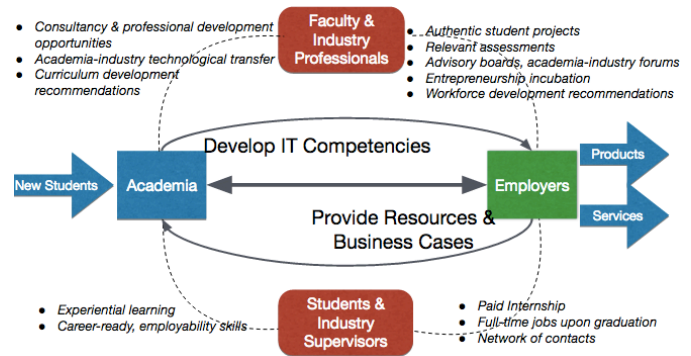 ● Consultancy & professional development
opportunities
● Academia-industry technological transfer
● Curriculum development
recommendations
Faculty &
Industry
Professionals
● Authentic student projects
● Relevant assessments
● Advisory boards, academia-industry forums
● Entrepreneurship incubation
● Workforce development recommendations
Develop IT Competencies
New Students
Academia
Employers
Products
Services
Provide Resources &
Business Cases
● Experiential learning
● Career-ready, employability skills
Students &
Industry
Supervisors
● Paid Internship
● Full-time jobs upon graduation
● Network of contacts